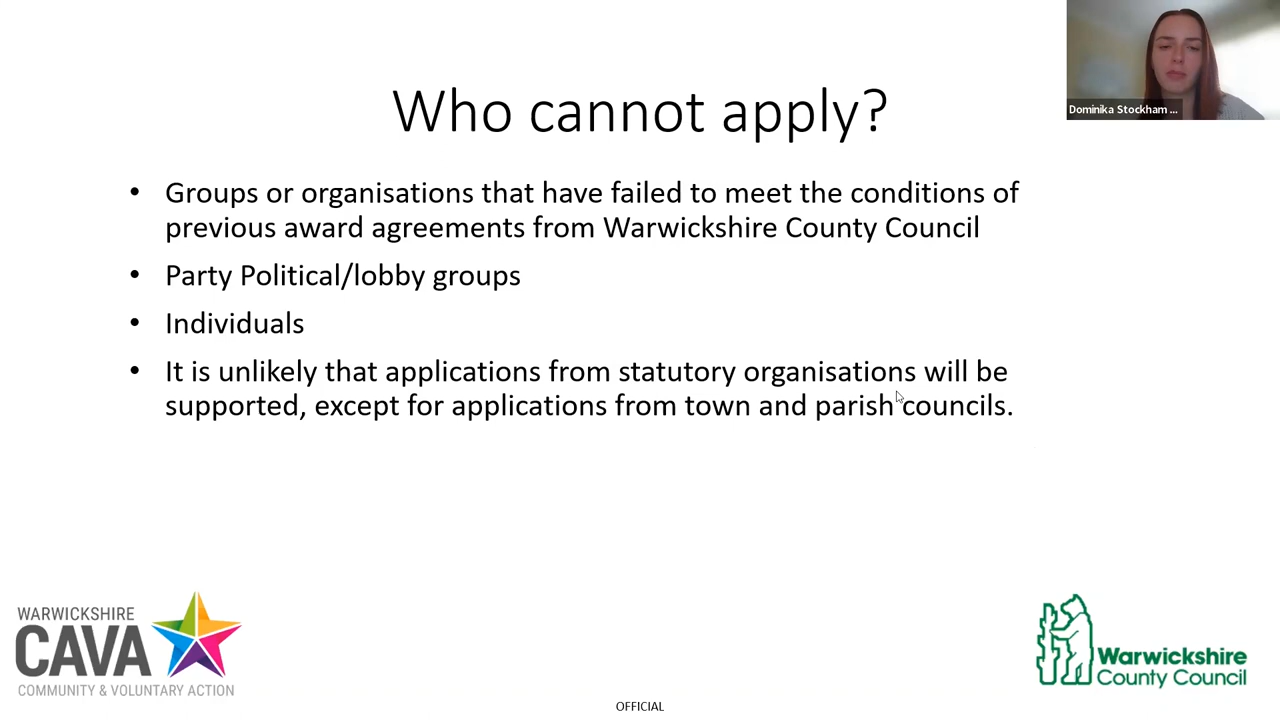 Dominika Stockham ...
Who cannot apply?
• Groups or organisations that have failed to meet the conditions of
previous award agreements from Warwickshire County Council
• Party Political/lobby groups
• Individuals
• It is unlikely that applications from statutory organisations will be
supported, except for applications from town and parish councils.
WARWICKSHIRE
CAVA
COMMUNITY & VOLUNTARY ACTION
Warwickshire
County Council
OFFICIAL